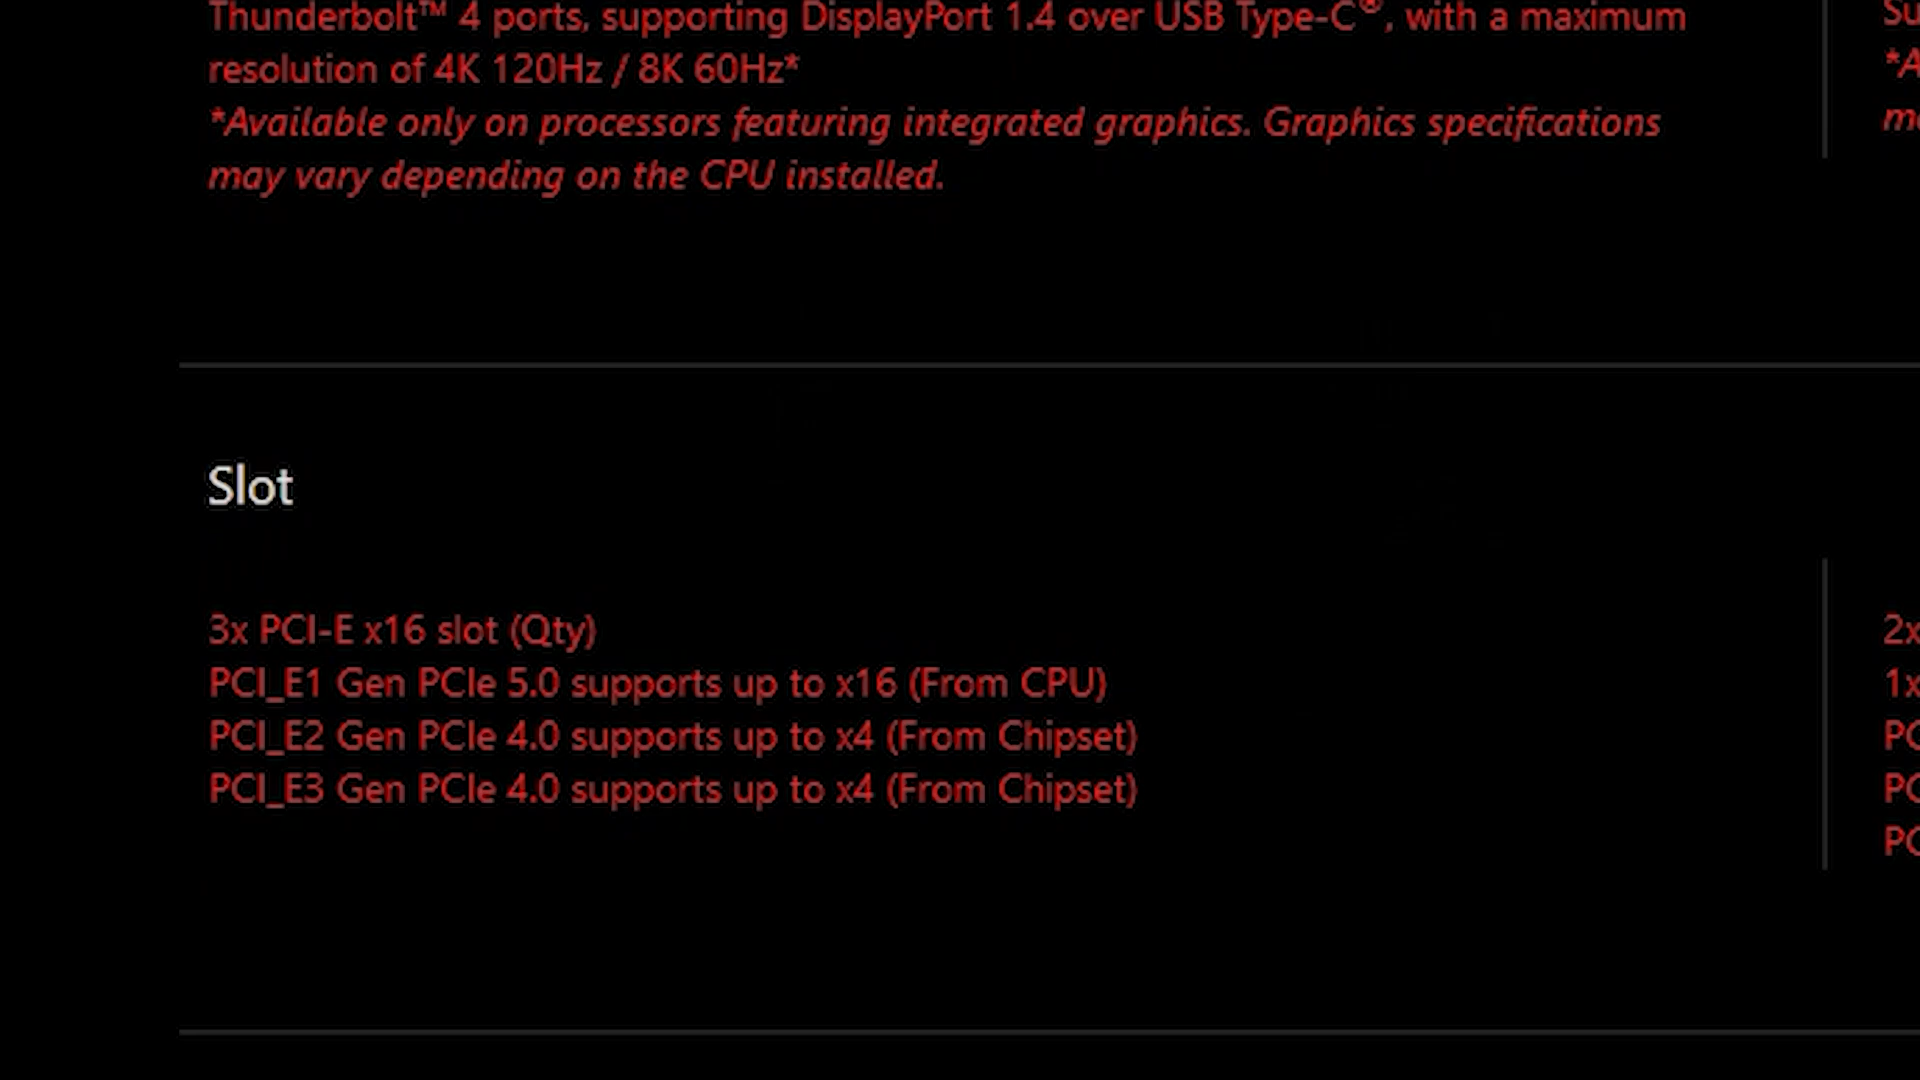 Thunderbolt™ 4 ports, supporting DisplayPort 1.4 over USB Type-C®, with a maximum
resolution of 4K 120Hz / 8K 60Hz*
*Available only on processors featuring integrated graphics. Graphics specifications
may vary depending on the CPU installed.
Slot
3x PCI-E x16 slot (Qty)
PCI_E1 Gen PCIe 5.0 supports up to x16 (From CPU)
PCI_E2 Gen PCIe 4.0 supports up to x4 (From Chipset)
PCI_E3 Gen PCIe 4.0 supports up to x4 (From Chipset)
2x
1x